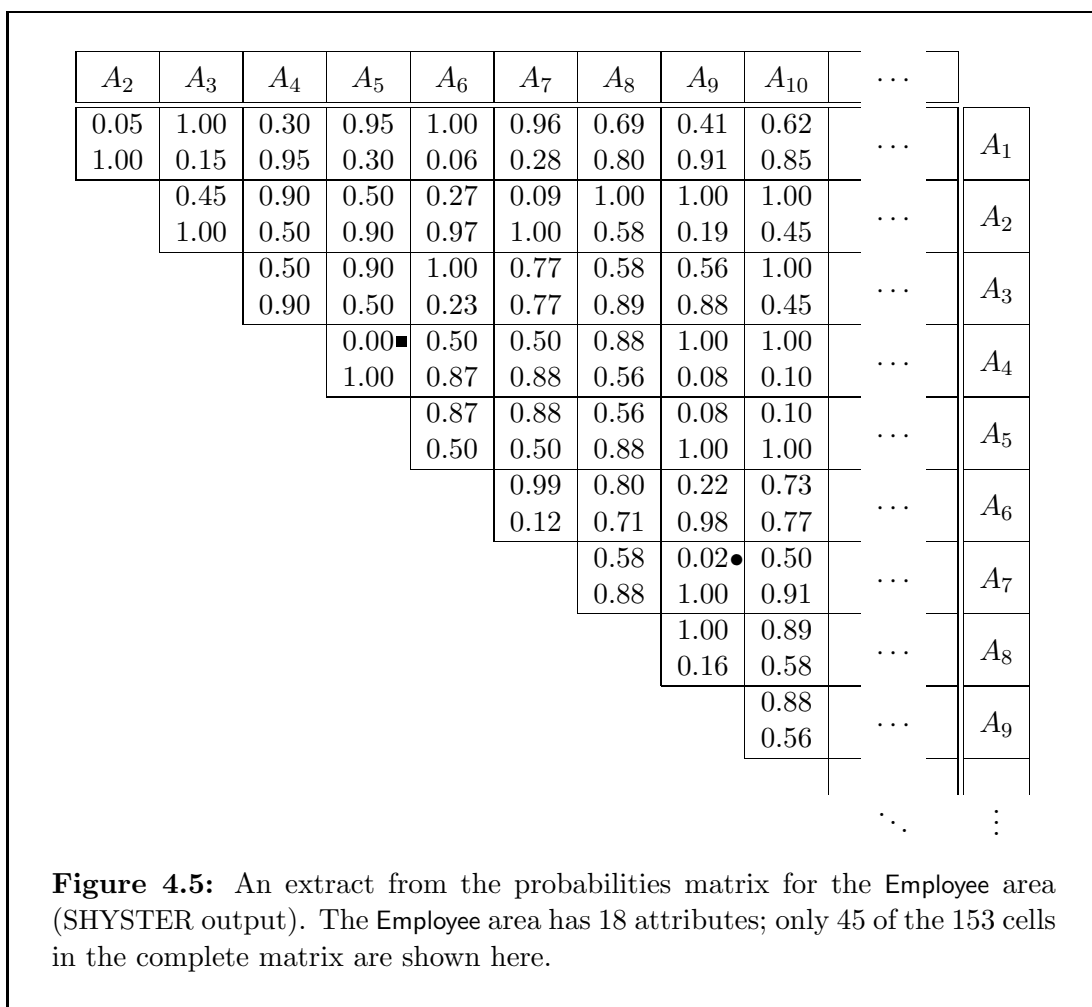 A2 A3 A4 A5 A6 A7 A8 A9 A10 ···
0.05 1.00 0.30 0.95 1.00 0.96 0.69 0.41 0.62 ··· A1
1.00 0.15 0.95 0.30 0.06 0.28 0.80 0.91 0.85
0.45 0.90 0.50 0.27 0.09 1.00 1.00 1.00 ··· A2
1.00 0.50 0.90 0.97 1.00 0.58 0.19 0.45
0.50 0.90 1.00 0.77 0.58 0.56 1.00 ··· A3
0.90 0.50 0.23 0.77 0.89 0.88 0.45
0.00■ 0.50 0.50 0.88 1.00 1.00 ··· A4
1.00 0.87 0.88 0.56 0.08 0.10
0.87 0.88 0.56 0.08 0.10 ··· A5
0.50 0.50 0.88 1.00 1.00
0.99 0.80 0.22 0.73 ··· A6
0.12 0.71 0.98 0.77
0.58 0.02● 0.50 ··· A7
0.88 1.00 0.91
1.00 0.89 ··· A8
0.16 0.58
0.88 ··· A9
0.56
⋱ ⋮
Figure 4.5: An extract from the probabilities matrix for the Employee area
(SHYSTER output). The Employee area has 18 attributes; only 45 of the 153 cells
in the complete matrix are shown here.